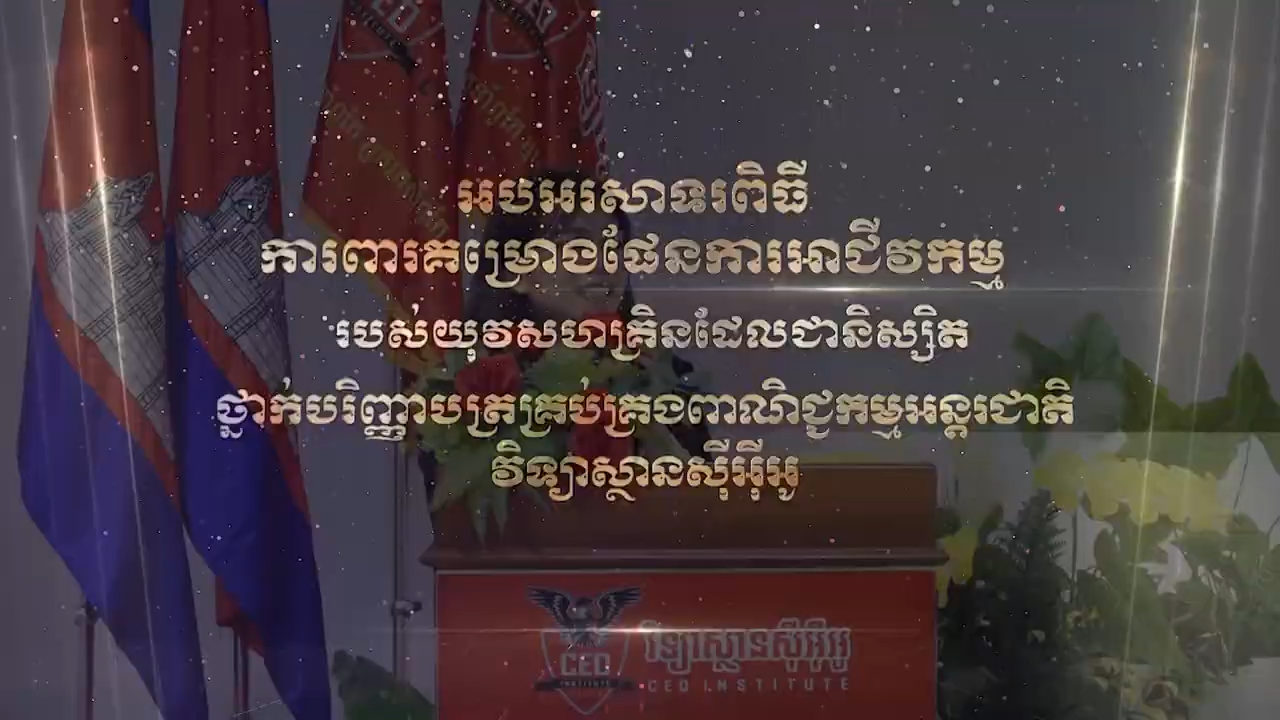 អបអរសាទរពិធី
ការពារគម្រោងផែនការអាជីវកម្ម
របស់យុវសហគ្រិនដែលជានិស្សិត
ថ្នាក់បរិញ្ញាបត្រគ្រប់គ្រងពាណិជ្ជកម្មអន្តរជាតិ
វិទ្យាស្ថានស៊ីអ៊ីអូ
CEO
CEO
CEO
INSTITUTE
វិទ្យាស្ថានស៊ីអ៊ីអូ
CEO INSTITUTE